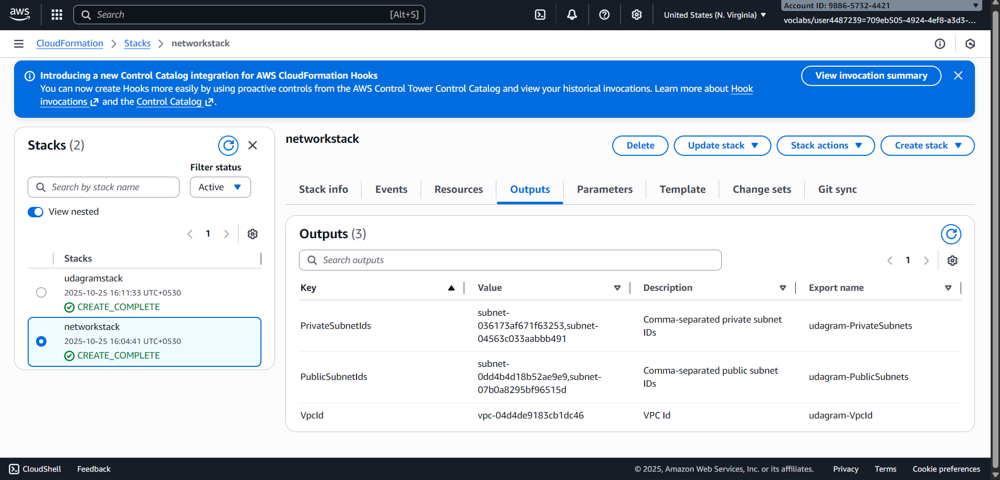 aws
Search
[Alt+S]
United States (N. Virginia)
Account ID: 9886-5732-4421
voclabs/user4487239=709eb505-4924-4ef8-a3d3-...
CloudFormation
Stacks
networkstack
Introducing a new Control Catalog integration for AWS CloudFormation Hooks
You can now create Hooks more easily by using proactive controls from the AWS Control Tower Control Catalog and view your historical invocations. Learn more about Hook
invocations and the Control Catalog .
View invocation summary
Stacks (2)
Filter status
Search by stack name
Active
View nested
1
Stacks
udagramstack
2025-10-25 16:11:33 UTC+0530
CREATE_COMPLETE
networkstack
2025-10-25 16:04:41 UTC+0530
CREATE_COMPLETE
networkstack
Delete
Update stack
Stack actions
Create stack
Stack info
Events
Resources
Outputs
Parameters
Template
Change sets
Git sync
Outputs (3)
Search outputs
1
Key
Value
Description
Export name
PrivateSubnetIds
subnet-
036173af671f63253,subnet-
04563c033aabbb491
Comma-separated private subnet
IDs
udagram-PrivateSubnets
PublicSubnetIds
subnet-
0dd4b4d18b52ae9e9,subnet-
07b0a8295bf96515d
Comma-separated public subnet
IDs
udagram-PublicSubnets
VpcId
vpc-04d4de9183cb1dc46
VPC Id
udagram-VpcId
CloudShell
Feedback
© 2025, Amazon Web Services, Inc. or its affiliates.
Privacy
Terms
Cookie preferences